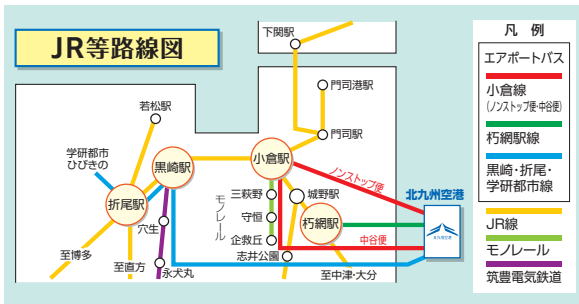 JR等路線図
下関駅
門司港駅
若松駅
門司駅
学研都市
ひびきの
黒崎駅
小倉駅
ノンストップ便
折尾駅
三萩野
城野駅
北九州空港
モノレール
守恒
朽網駅
北九州空港
穴生
企救丘
中谷便
志井公園
至博多
至直方
永犬丸
至中津・大分
凡 例
エアポートバス
小倉線
(ノンストップ便・中谷便)
朽網駅線
黒崎・折尾・
学研都市線
JR線
モノレール
筑豊電気鉄道